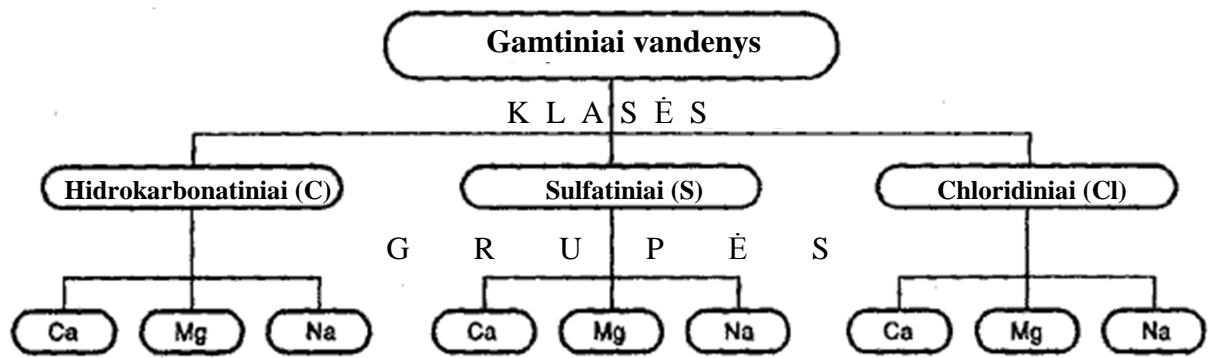 Gamtiniai vandenys
K L A S Ė S
Hidrokarbonatiniai (C) Sulfatiniai (S) Chloridiniai (Cl)
G R U P Ė S
Ca Mg Na Ca Mg Na Ca Mg Na